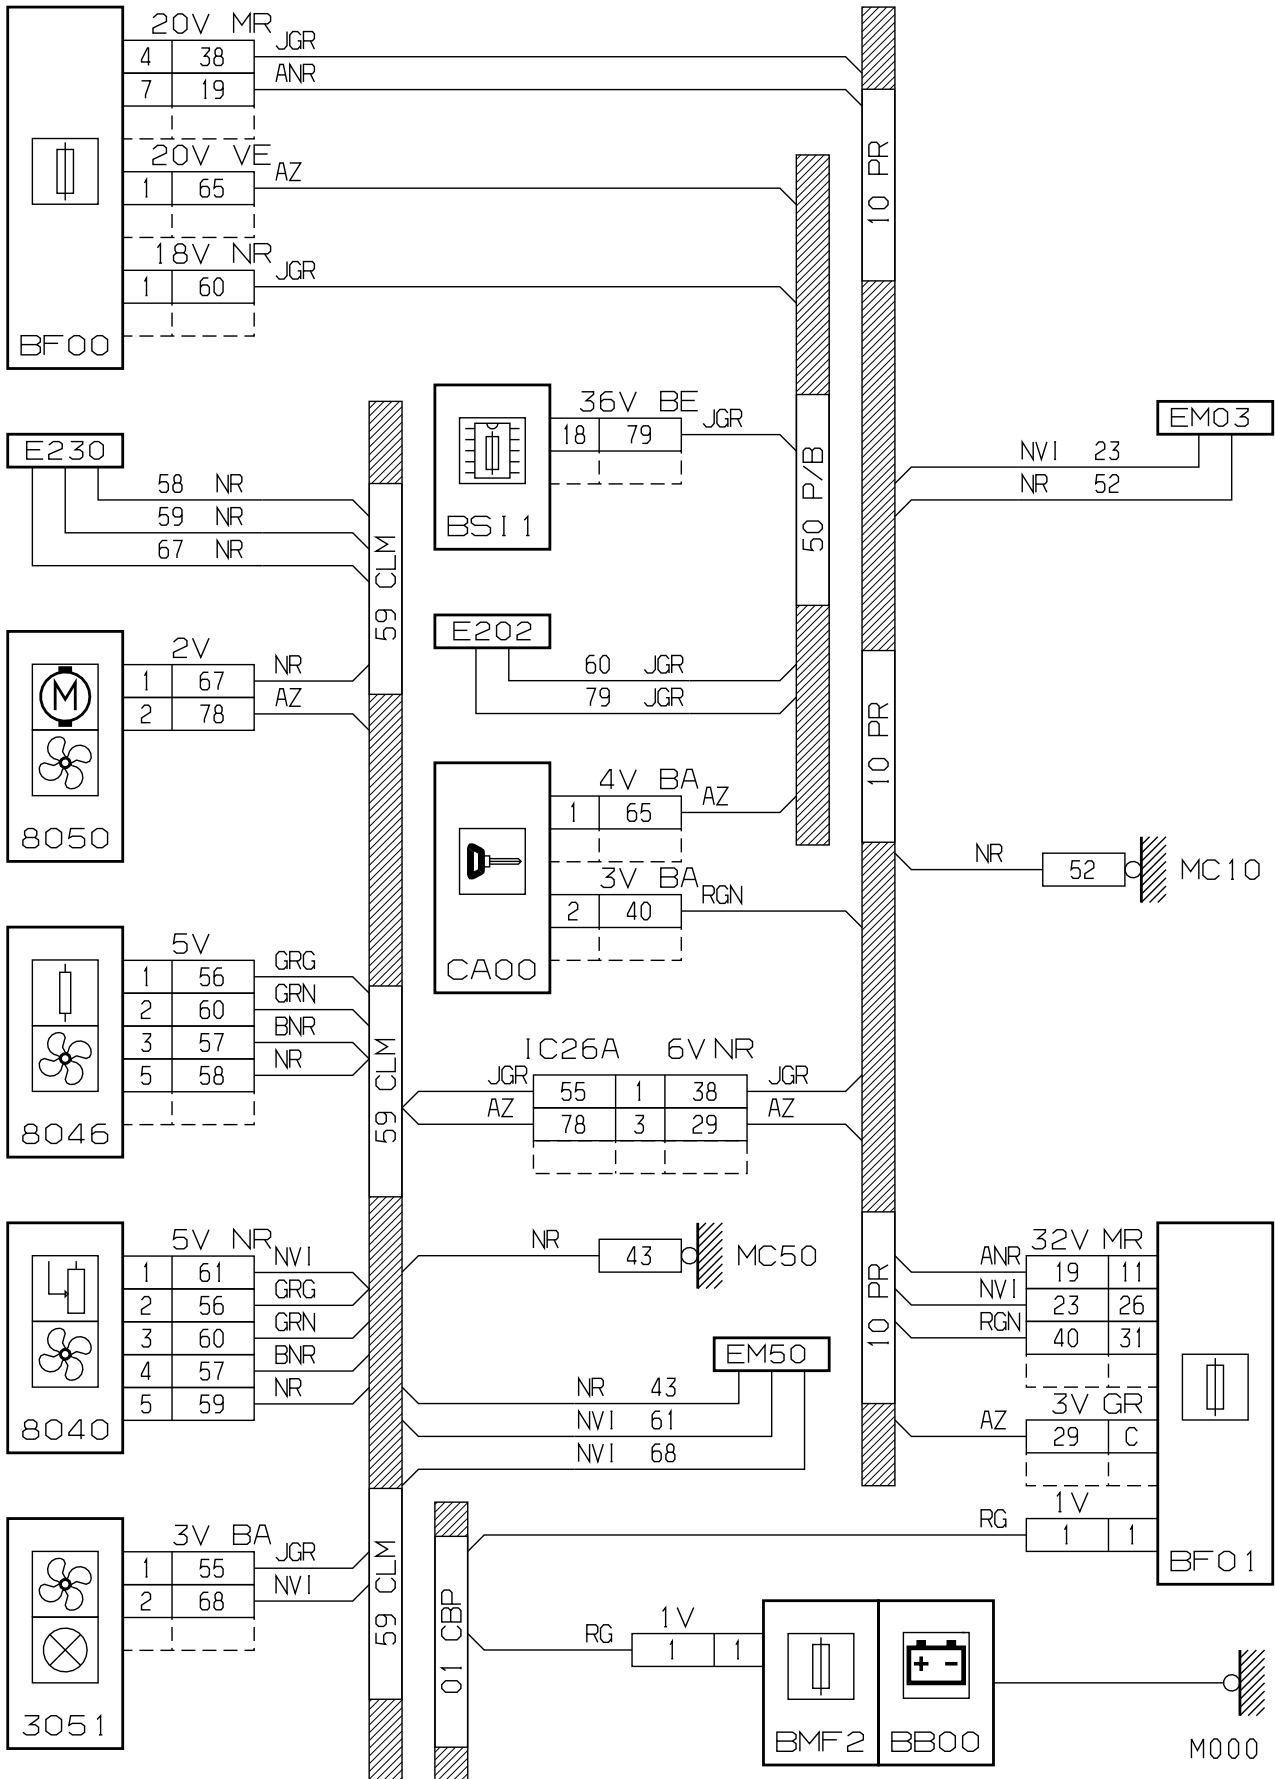 20V MR
4 38 JGR
7 19 ANR
20V VE
1 65 AZ
18V NR
1 60 JGR
BF00
10 PR
E230
58 NR
59 NR
67 NR
59 CLM
36V BE
18 79 JGR
BSI1
50 P/B
EM03
NVI 23
NR 52
2V
1 67 NR
2 78 AZ
8050
E202
60 JGR
79 JGR
10 PR
4V BA
1 65 AZ
3V BA
2 40 RGN
CA00
NR 52 MC10
5V
1 56 GRG
2 60 GRN
3 57 BNR
5 58 NR
8046
59 CLM
IC26A 6V NR
JGR 55 1 38 JGR
AZ 78 3 29 AZ
5V NR
1 61 NVI
2 56 GRG
3 60 GRN
4 57 BNR
5 59 NR
8040
NR 43 MC50
EM50
NR 43
NVI 61
NVI 68
10 PR
32V MR
ANR 19 11
NVI 23 26
RGN 40 31
3V GR
AZ 29 C
1V
RG 1 1
BF01
3V BA
1 55 JGR
2 68 NVI
3051
59 CLM
01 CBP
1V
RG 1 1
BMF2
BB00
+ -
M000
M